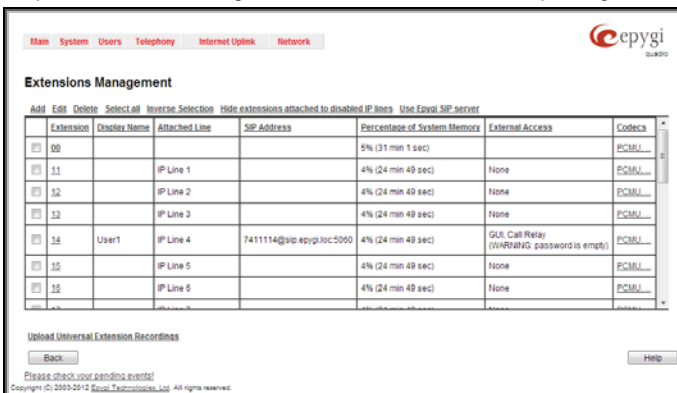 Main System Users Telephony Internet Uplink Network
epygi
quadro
Extensions Management
Add Edit Delete Select all Inverse Selection Hide extensions attached to disabled IP lines Use Epygi SIP server
Extension Display Name Attached Line SIP Address Percentage of System Memory External Access Codecs
00 5% (31 min 1 sec) PCMU, ...
11 IP Line 1 4% (24 min 49 sec) None PCMU, ...
12 IP Line 2 4% (24 min 49 sec) None PCMU, ...
13 IP Line 3 4% (24 min 49 sec) None PCMU, ...
14 User1 IP Line 4 7411114@sip.epygi.loc:5060 4% (24 min 49 sec) GUI, Call Relay PCMU, ...
(WARNING: password is empty)
15 IP Line 5 4% (24 min 49 sec) None PCMU, ...
16 IP Line 6 4% (24 min 49 sec) None PCMU, ...
Upload Universal Extension Recordings
Back Help
Please check your pending events!
Copyright (C) 2003-2012 Epygi Technologies, Ltd. All rights reserved.